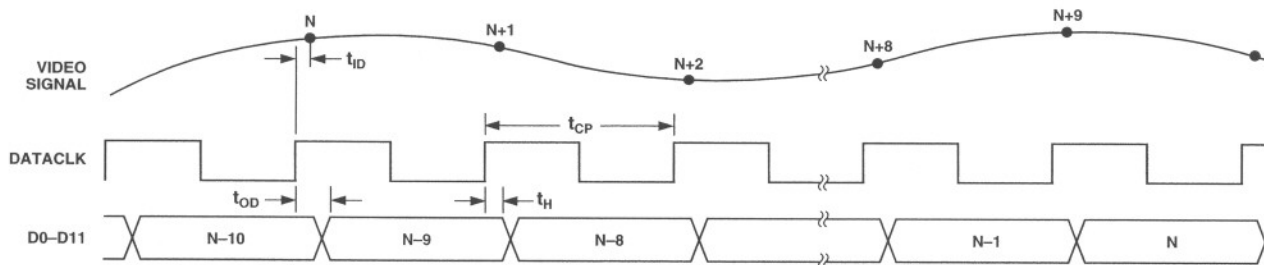 N
N+1
N+2
N+8
N+9
t_ID
VIDEO
SIGNAL
t_CP
DATACLK
t_OD
t_H
D0–D11
N–10
N–9
N–8
N–1
N